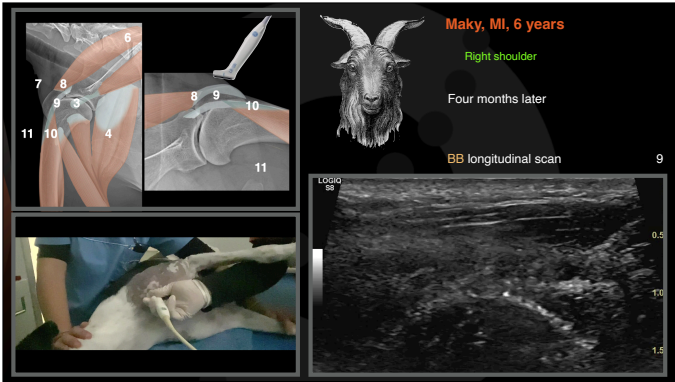 6
7
8
9
3
11
10
4
8
9
10
11
Maky, MI, 6 years
Right shoulder
Four months later
BB longitudinal scan
9
LOGIQ
S8
0.5
1.0
1.5